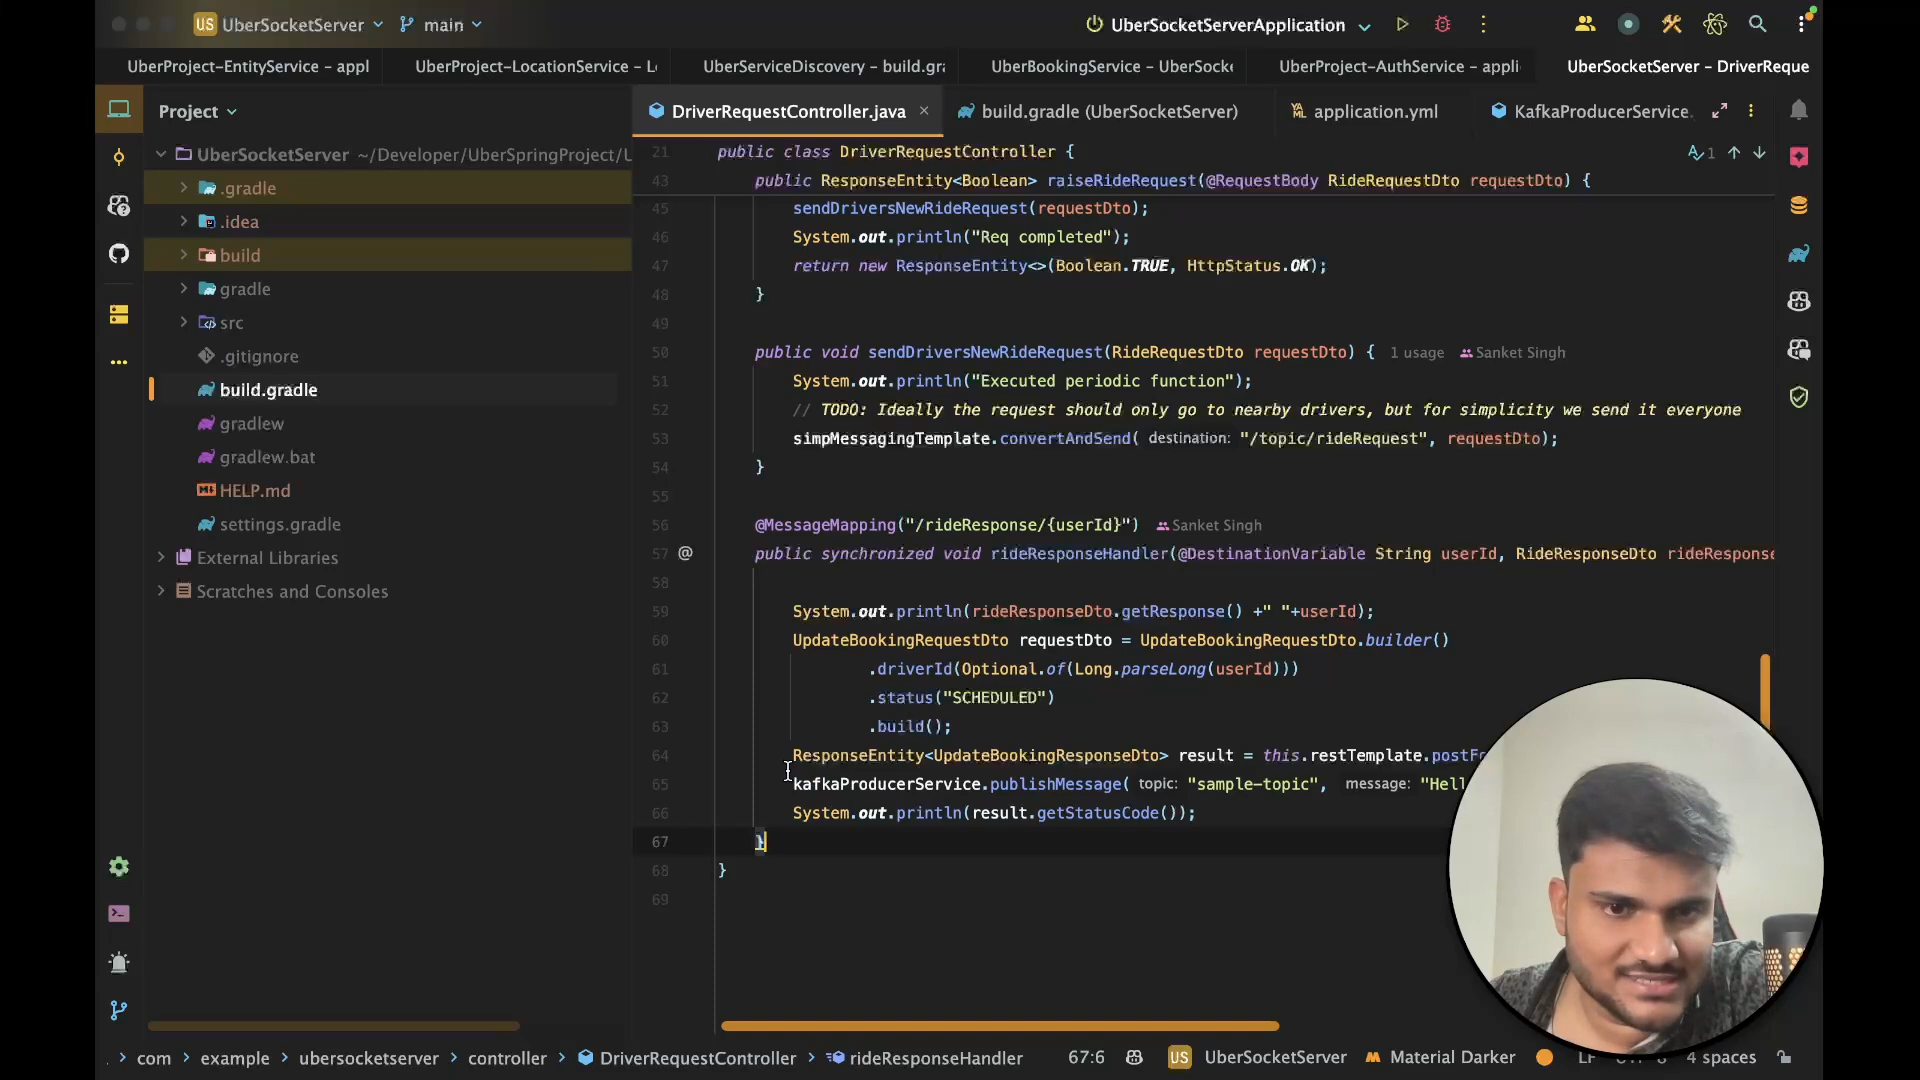 US UberSocketServer main UberSocketServerApplication
UberProject-EntityService – appl
UberProject-LocationService – L
UberServiceDiscovery – build.gra
UberBookingService – UberSocke
UberProject-AuthService – appli
UberSocketServer – DriverReque
Project
DriverRequestController.java
build.gradle (UberSocketServer)
application.yml
KafkaProducerService.
UberSocketServer ~/Developer/UberSpringProject/U
.gradle
.idea
build
gradle
src
.gitignore
build.gradle
gradlew
gradlew.bat
HELP.md
settings.gradle
External Libraries
Scratches and Consoles
1
21 public class DriverRequestController {
43 public ResponseEntity<Boolean> raiseRideRequest(@RequestBody RideRequestDto requestDto) {
45 sendDriversNewRideRequest(requestDto);
46 System.out.println("Req completed");
47 return new ResponseEntity<>(Boolean.TRUE, HttpStatus.OK);
48 }
49
50 public void sendDriversNewRideRequest(RideRequestDto requestDto) { 1 usage Sanket Singh
51 System.out.println("Executed periodic function");
52 // TODO: Ideally the request should only go to nearby drivers, but for simplicity we send it everyone
53 simpMessagingTemplate.convertAndSend( destination: "/topic/rideRequest", requestDto);
54 }
55
56 @MessageMapping("/rideResponse/{userId}") Sanket Singh
57 public synchronized void rideResponseHandler(@DestinationVariable String userId, RideResponseDto rideResponse
58
59 System.out.println(rideResponseDto.getResponse() +" "+userId);
60 UpdateBookingRequestDto requestDto = UpdateBookingRequestDto.builder()
61 .driverId(Optional.of(Long.parseLong(userId)))
62 .status("SCHEDULED")
63 .build();
64 ResponseEntity<UpdateBookingResponseDto> result = this.restTemplate.postFo
65 kafkaProducerService.publishMessage( topic: "sample-topic", message: "Hell
66 System.out.println(result.getStatusCode());
67 }
68 }
69
com > example > ubersocketserver > controller > DriverRequestController > rideResponseHandler
67:6 US UberSocketServer Material Darker LF 4 spaces